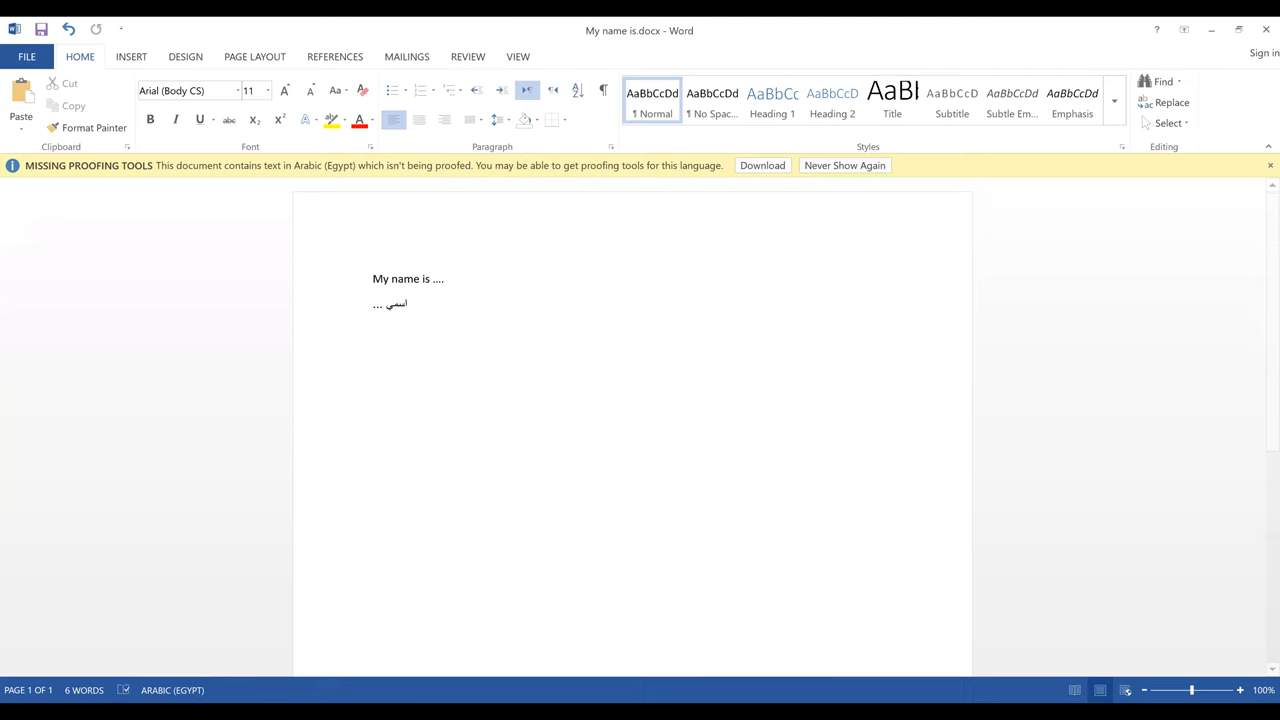 My name is.docx - Word
?
Sign in
FILE HOME INSERT DESIGN PAGE LAYOUT REFERENCES MAILINGS REVIEW VIEW
Paste
Cut
Copy
Format Painter
Clipboard
Arial (Body CS) 11
Font
Paragraph
AaBbCcDd AaBbCcDd AaBbCc AaBbCcD AaBl AaBbCcD AaBbCcDd AaBbCcDd
¶ Normal ¶ No Spac... Heading 1 Heading 2 Title Subtitle Subtle Em... Emphasis
Styles
Find
Replace
Select
Editing
MISSING PROOFING TOOLS This document contains text in Arabic (Egypt) which isn't being proofed. You may be able to get proofing tools for this language. Download Never Show Again
My name is ....
اسمي ...
PAGE 1 OF 1 6 WORDS ARABIC (EGYPT) 100%